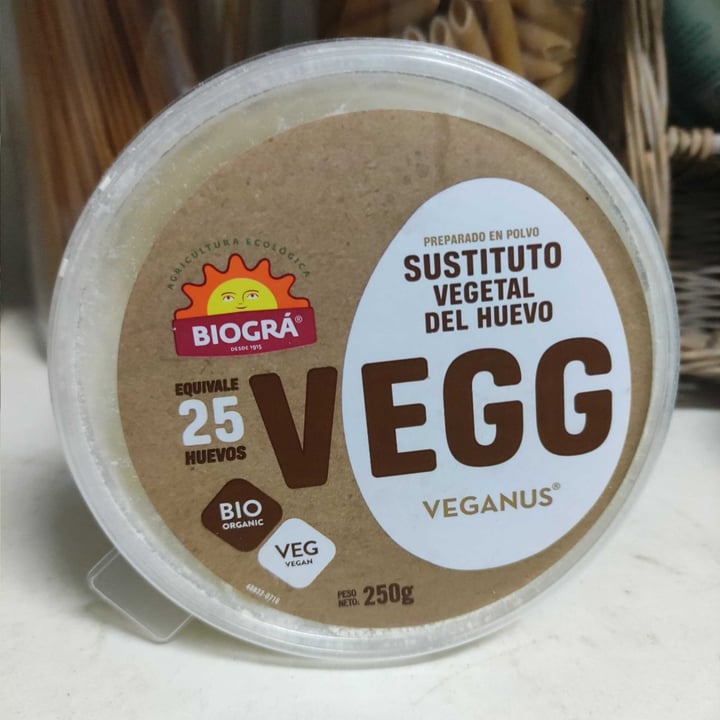 AGRICULTURA ECOLÓGICA
BIOGRÁ®
DESDE 1915
PREPARADO EN POLVO
SUSTITUTO
VEGETAL
DEL HUEVO
EQUIVALE
25
HUEVOS
VEGG
VEGANUS®
BIO
ORGANIC
VEG
VEGAN
PESO
NETO: 250g